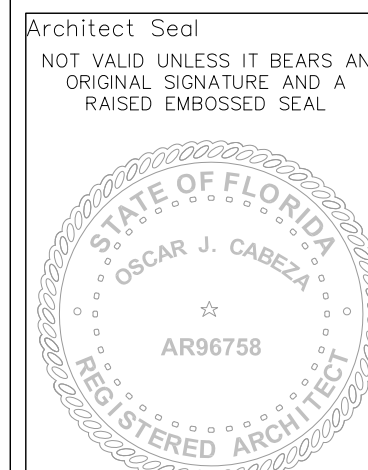 Architect Seal
NOT VALID UNLESS IT BEARS AN
ORIGINAL SIGNATURE AND A
RAISED EMBOSSED SEAL
STATE OF FLORIDA
OSCAR J. CABEZA
AR96758
REGISTERED ARCHITECT